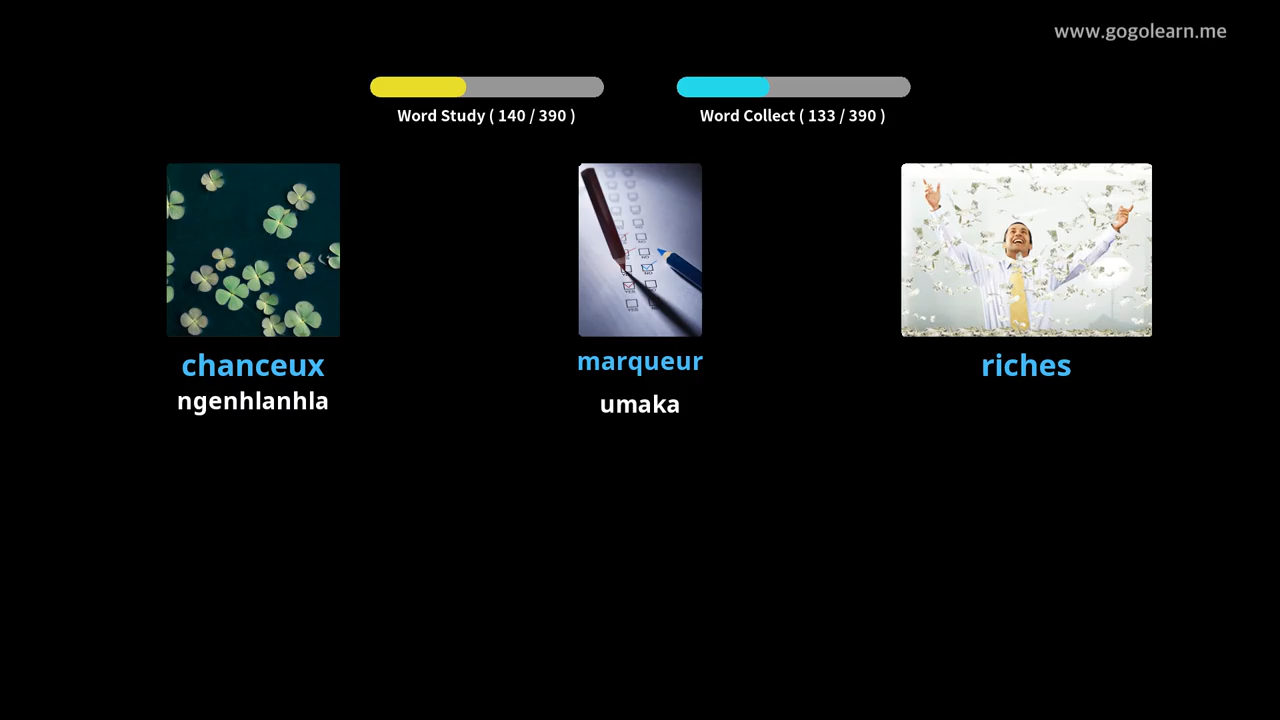 www.gogolearn.me
Word Study ( 140 / 390 )
Word Collect ( 133 / 390 )
chanceux
marqueur
riches
ngenhlanhla
umaka